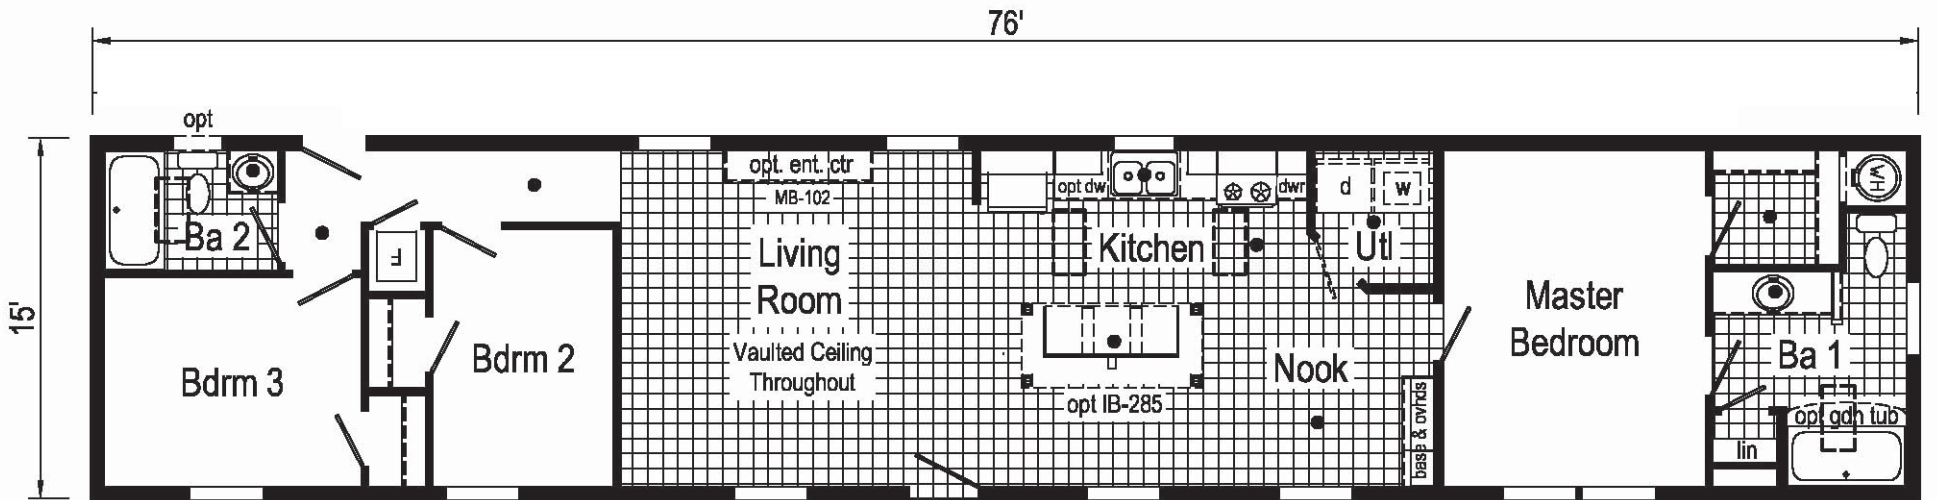 76'
15'
opt
Ba 2
F
Bdrm 3
Bdrm 2
opt. ent. ctr
MB-102
Living
Room
Vaulted Ceiling
Throughout
opt dw
dwr
Kitchen
opt IB-285
d
w
Utl
Nook
base & ovhds
Master
Bedroom
WH
Ba 1
opt gdn tub
lin